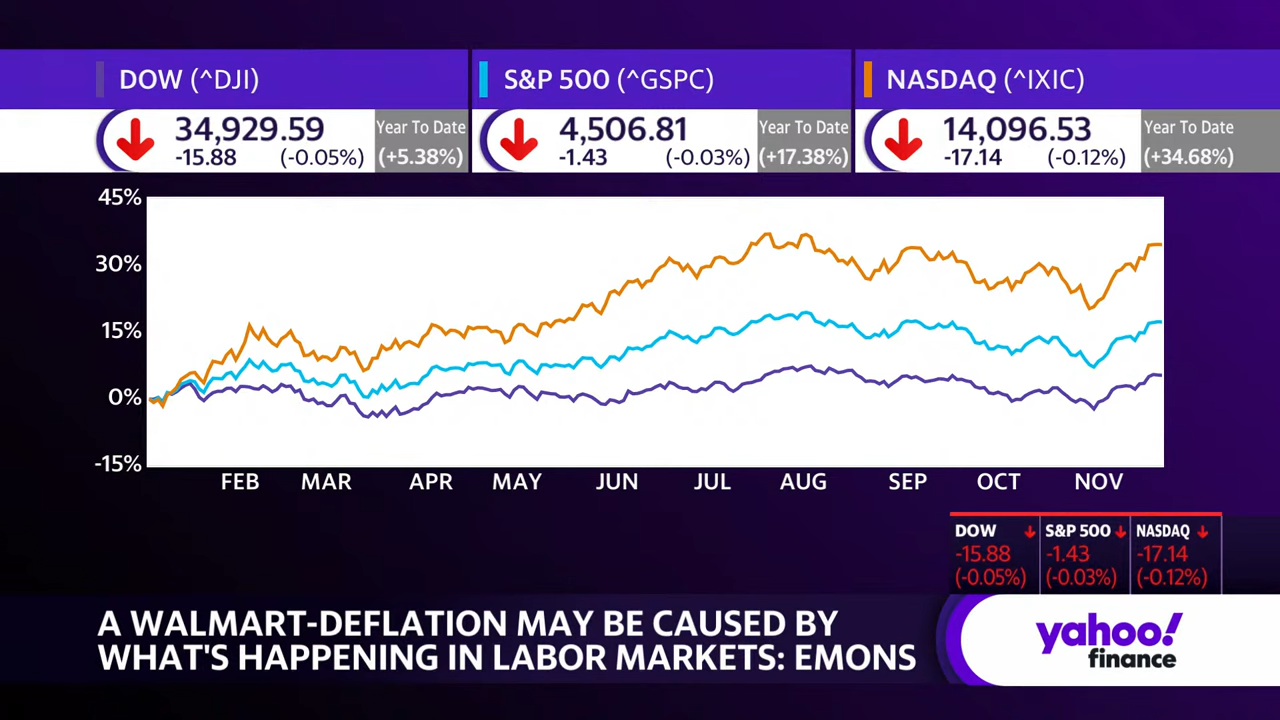 DOW (^DJI)
34,929.59
-15.88 (-0.05%)
Year To Date
(+5.38%)
S&P 500 (^GSPC)
4,506.81
-1.43 (-0.03%)
Year To Date
(+17.38%)
NASDAQ (^IXIC)
14,096.53
-17.14 (-0.12%)
Year To Date
(+34.68%)
45%
30%
15%
0%
-15%
FEB MAR APR MAY JUN JUL AUG SEP OCT NOV
DOW
-15.88
(-0.05%)
S&P 500
-1.43
(-0.03%)
NASDAQ
-17.14
(-0.12%)
A WALMART-DEFLATION MAY BE CAUSED BY
WHAT'S HAPPENING IN LABOR MARKETS: EMONS
yahoo!
finance